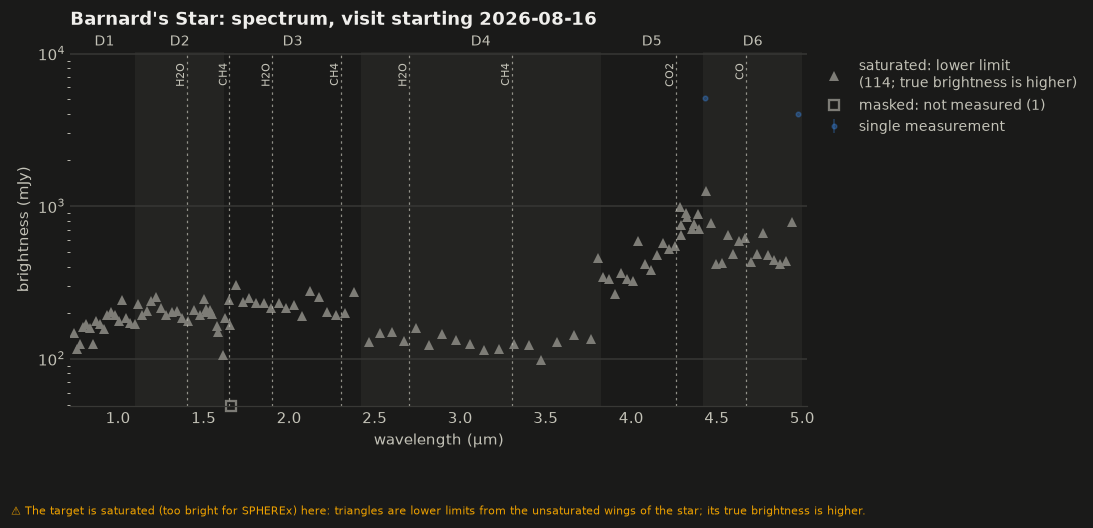 Barnard's Star: spectrum, visit starting 2026-08-16
D1 D2 D3 D4 D5 D6
H2O CH4 H2O CH4 H2O CH4 CO2 CO
10⁴
10³
10²
brightness (mJy)
1.0 1.5 2.0 2.5 3.0 3.5 4.0 4.5 5.0
wavelength (μm)
saturated: lower limit
(114; true brightness is higher)
masked: not measured (1)
single measurement
⚠ The target is saturated (too bright for SPHEREx) here: triangles are lower limits from the unsaturated wings of the star; its true brightness is higher.